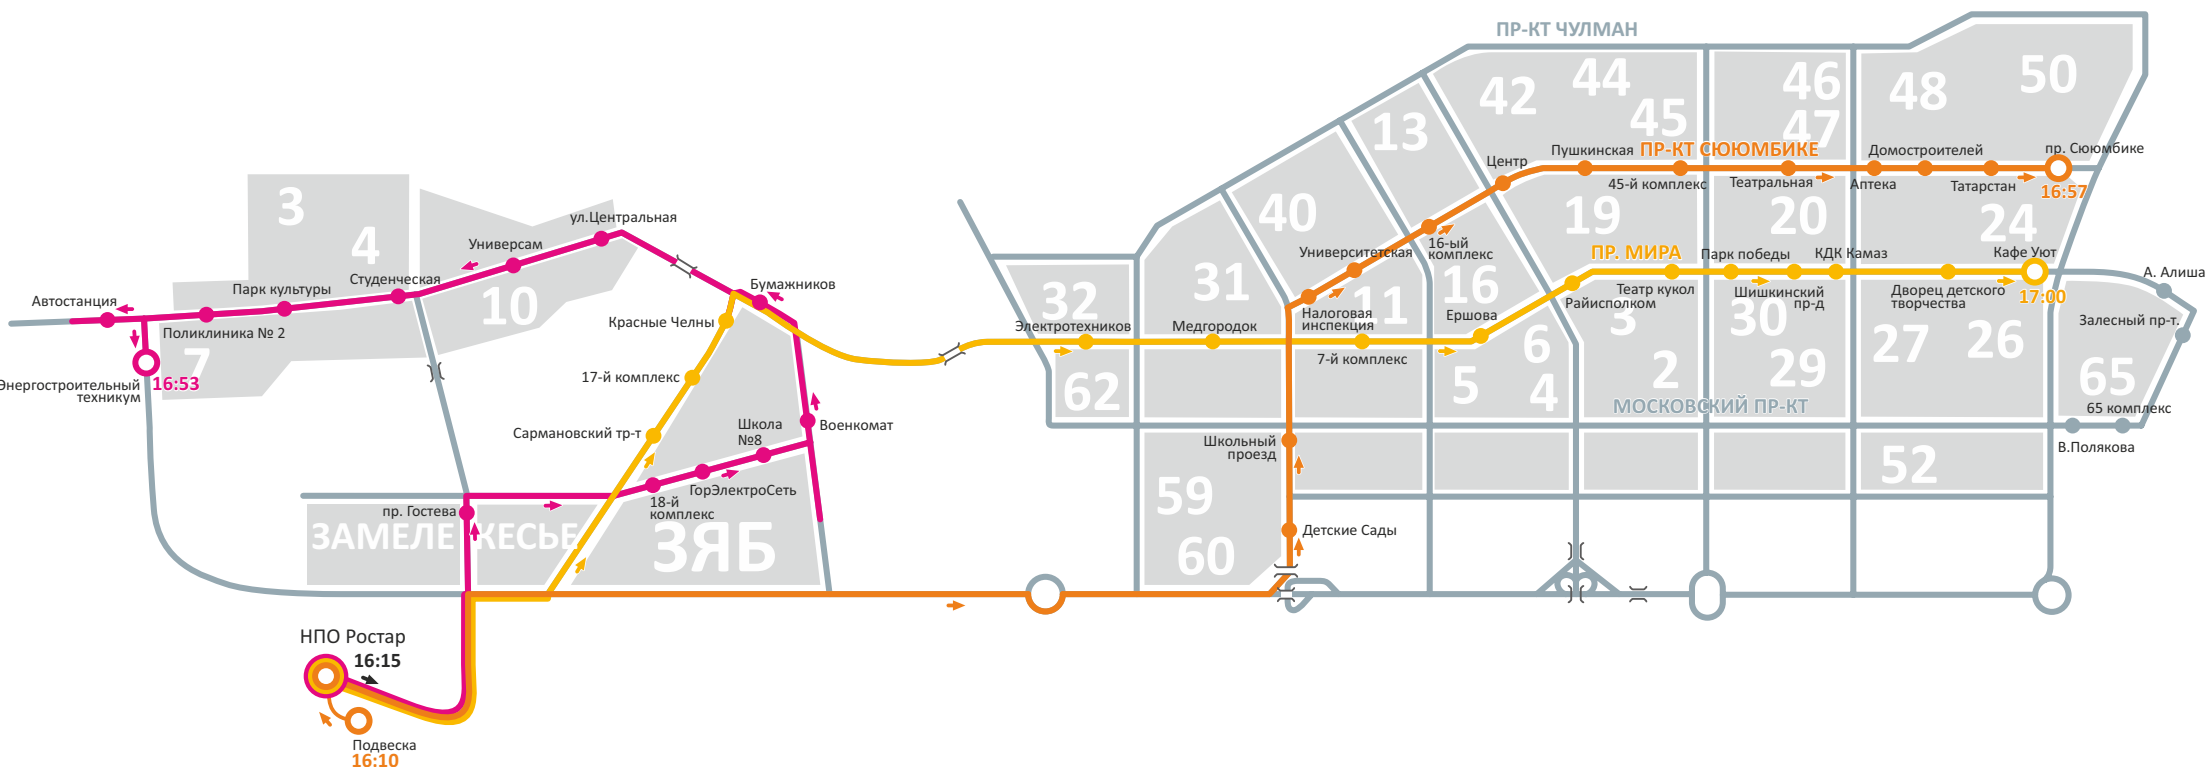 ПР-КТ ЧУЛМАН
50
46
44
42
48
45
47
13
Пушкинская
ПР-КТ СЮЮМБИКЕ
Домостроителей
пр. Сююмбике
Центр
45-й комплекс
Театральная
Аптека
Татарстан
16:57
3
40
19
20
24
4
ул.Центральная
Универсам
Студенческая
Университетская
16-ый
комплекс
ПР. МИРА
Парк победы
КДК Камаз
Кафе Уют
А. Алиша
Автостанция
Парк культуры
10
Бумажников
32
31
11
16
Райисполком
Театр кукол
Шишкинский
пр-д
Дворец детского
творчества
17:00
Поликлиника № 2
Красные Челны
Электротехников
Медгородок
Налоговая
инспекция
Ершова
3
30
Залесный пр-т.
7
7-й комплекс
6
27
26
Энергостроительный
техникум
16:53
17-й комплекс
62
5
4
2
29
65
МОСКОВСКИЙ ПР-КТ
65 комплекс
Сармановский тр-т
Школа
№8
Военкомат
Школьный
проезд
В.Полякова
ГорЭлектроСеть
18-й
комплекс
59
52
пр. Гостева
ЗАМЕЛЕКЕСЬЕ
ЗЯБ
60
Детские Сады
НПО Ростар
16:15
Подвеска
16:10